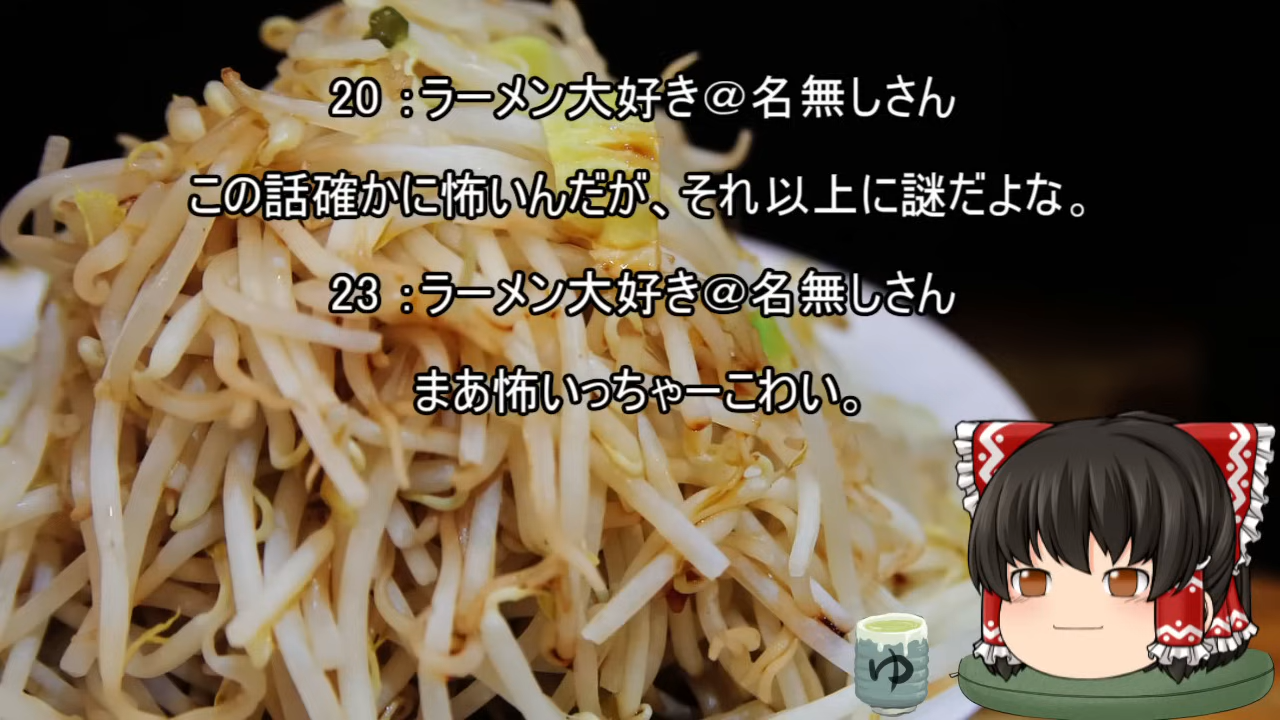 20 :ラーメン大好き＠名無しさん
この話確かに怖いんだが、それ以上に謎だよな。
23 :ラーメン大好き＠名無しさん
まあ怖いっちゃーこわい。
ゆ